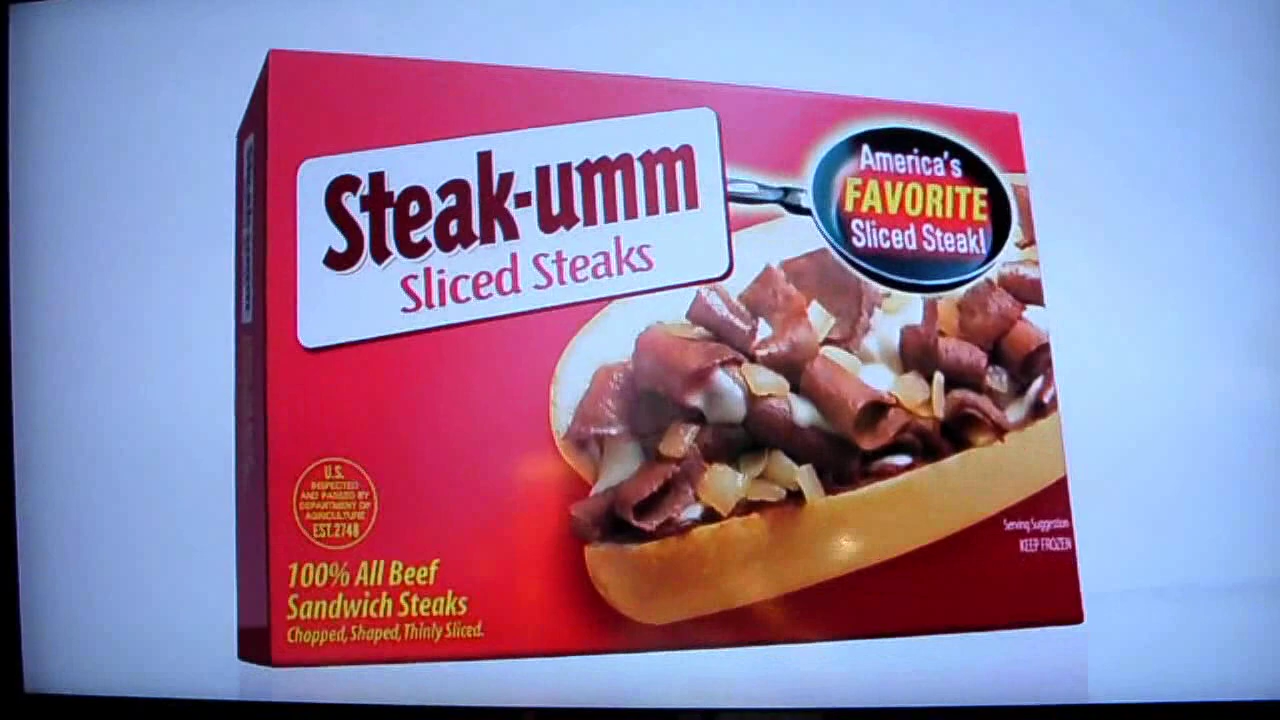 Steak-umm
Sliced Steaks
America's
FAVORITE
Sliced Steak!
U.S.
INSPECTED
AND PASSED BY
DEPARTMENT OF
AGRICULTURE
EST.2748
100% All Beef
Sandwich Steaks
Chopped, Shaped, Thinly Sliced.
Serving Suggestion
KEEP FROZEN